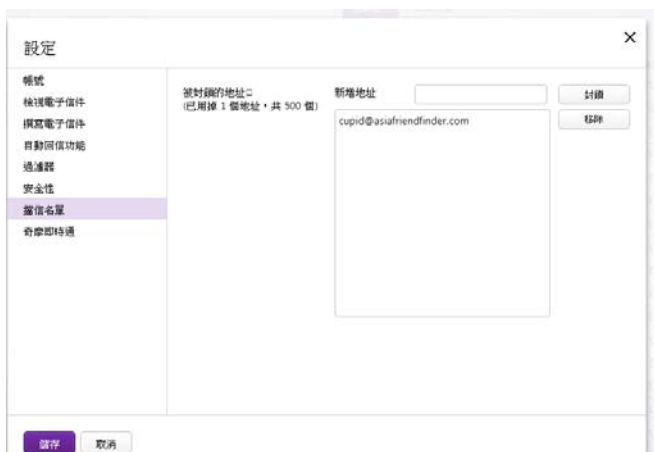 設定
帳號
檢視電子信件
撰寫電子信件
自動回信功能
過濾器
安全性
擋信名單
奇摩即時通
被封鎖的地址:
(已用掉 1 個地址，共 500 個)
新增地址
封鎖
cupid@asiafriendfinder.com
移除
儲存
取消